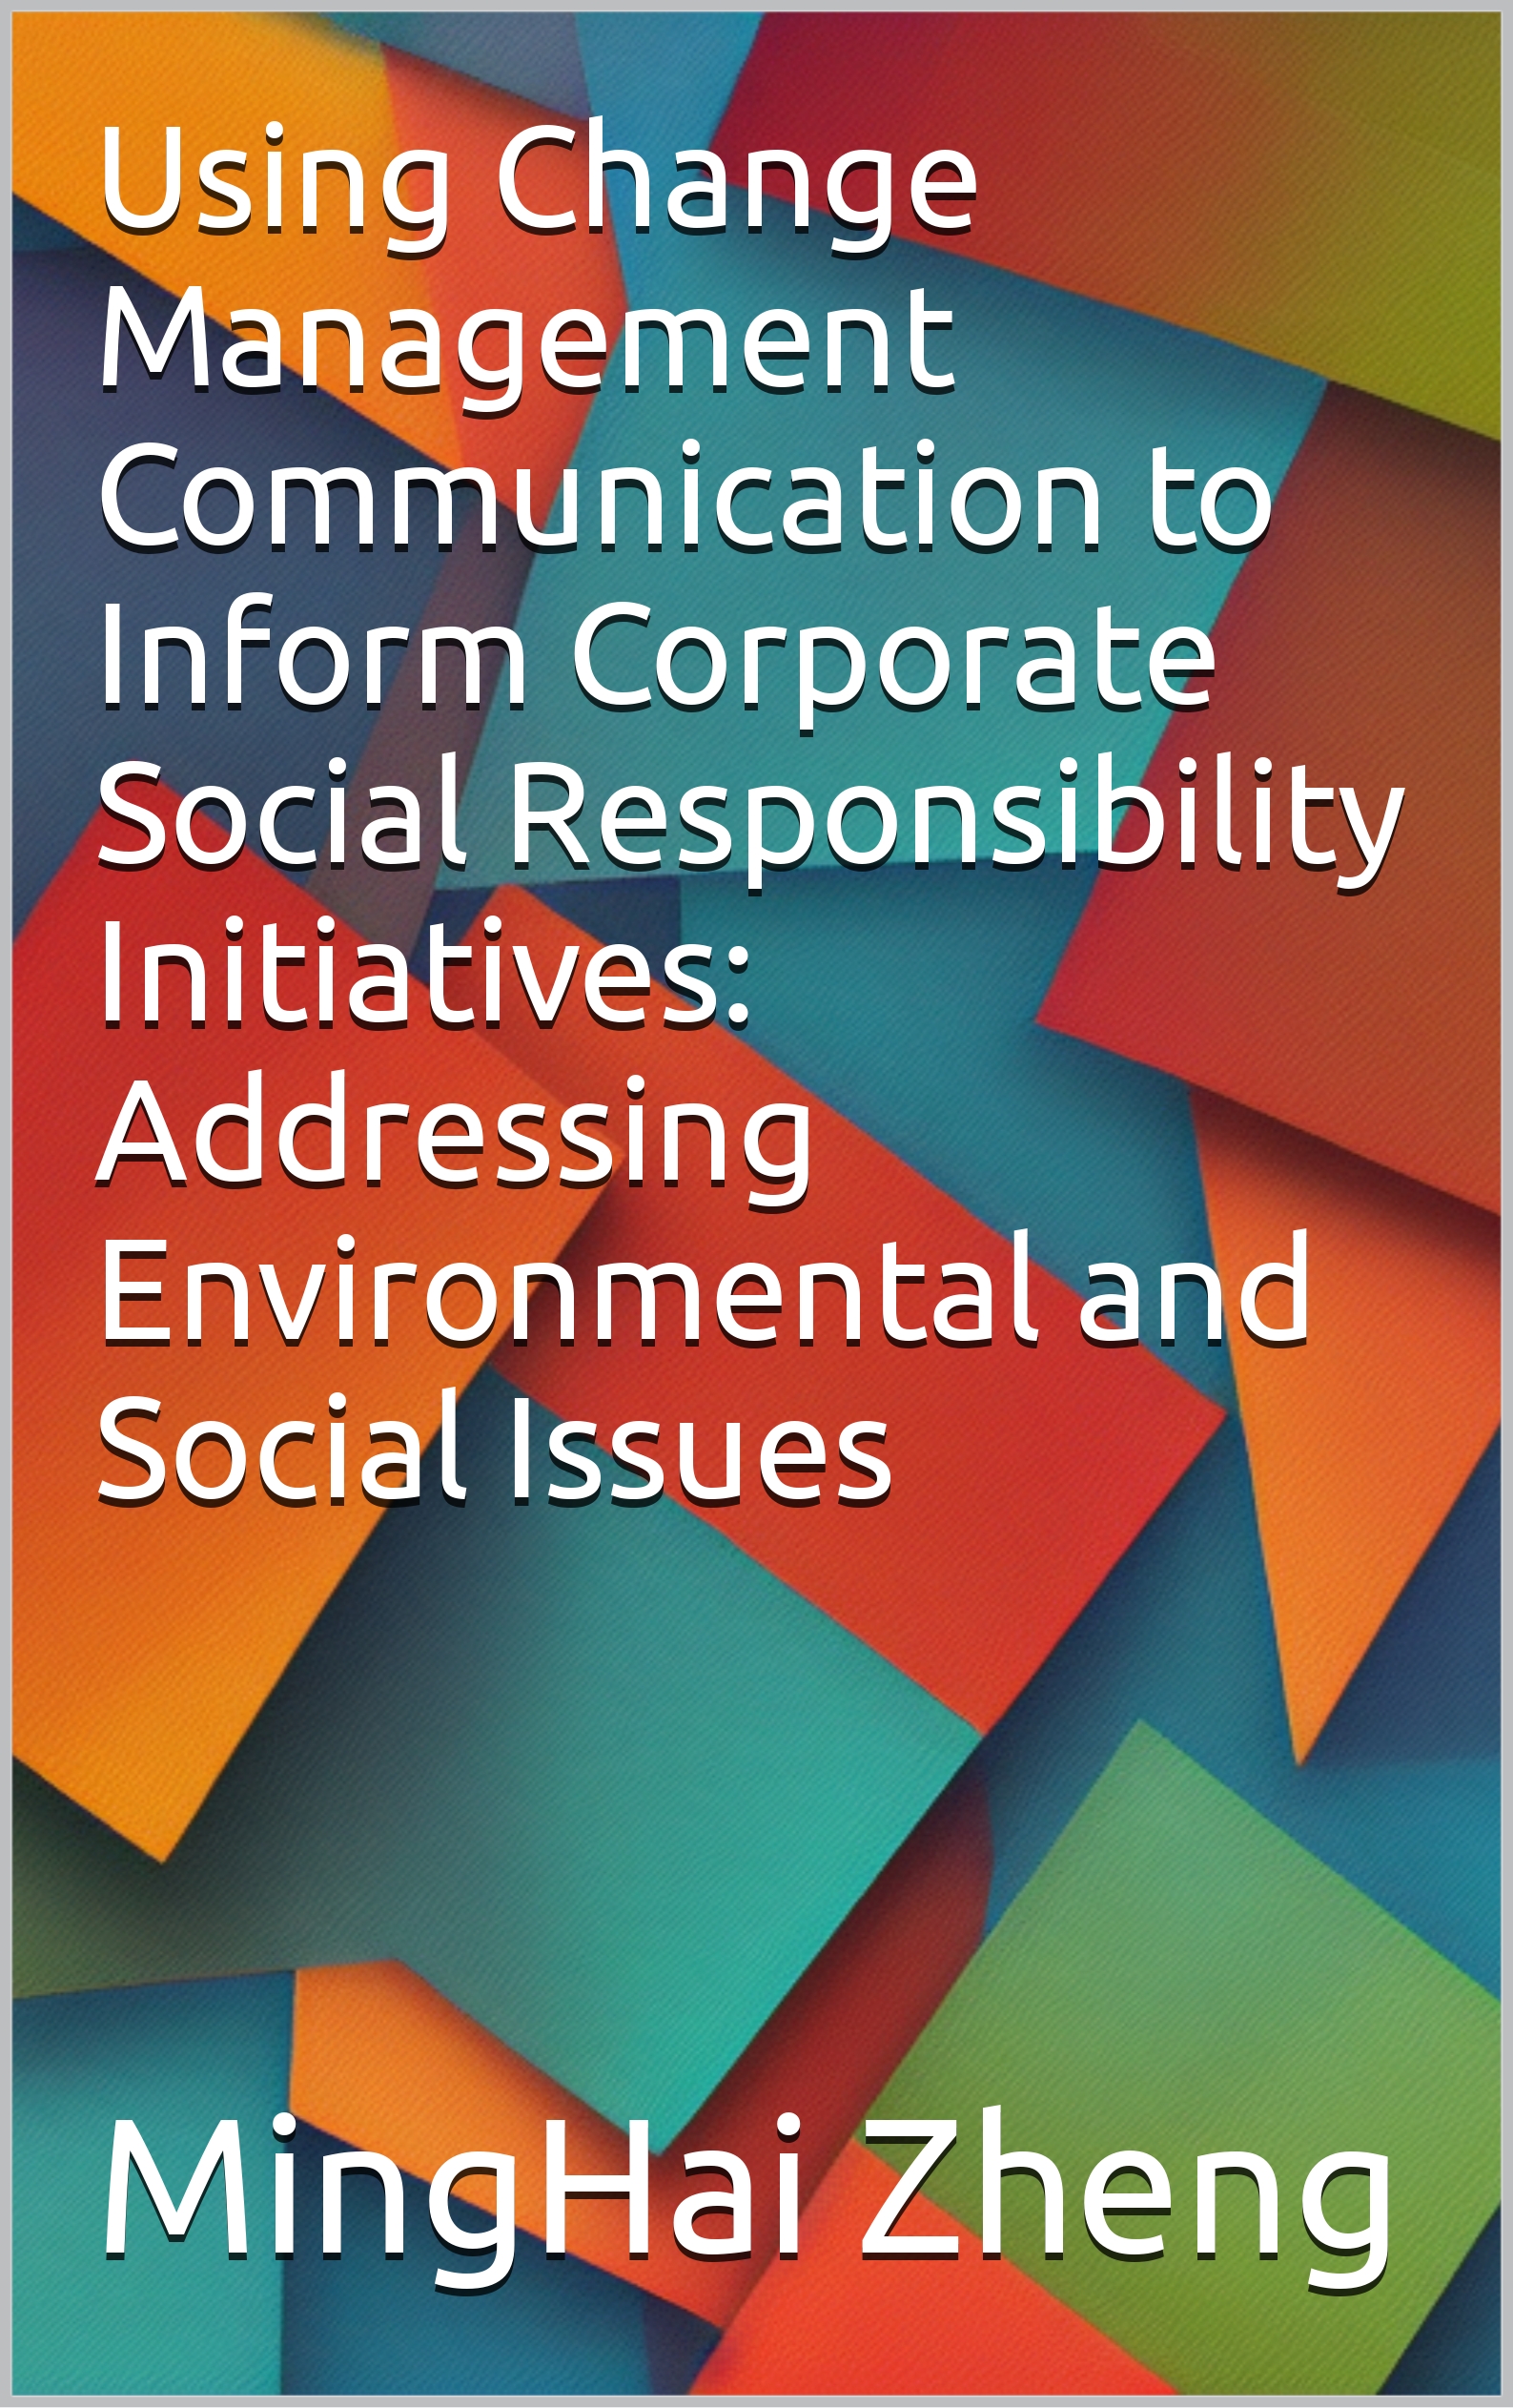 Using Change
Management
Communication to
Inform Corporate
Social Responsibility
Initiatives:
Addressing
Environmental and
Social Issues
MingHai Zheng